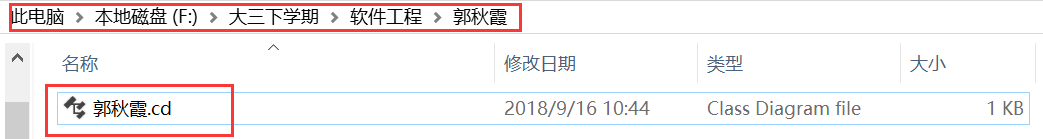 此电脑 > 本地磁盘 (F:) > 大三下学期 > 软件工程 > 郭秋霞
名称 修改日期 类型 大小
郭秋霞.cd 2018/9/16 10:44 Class Diagram file 1 KB